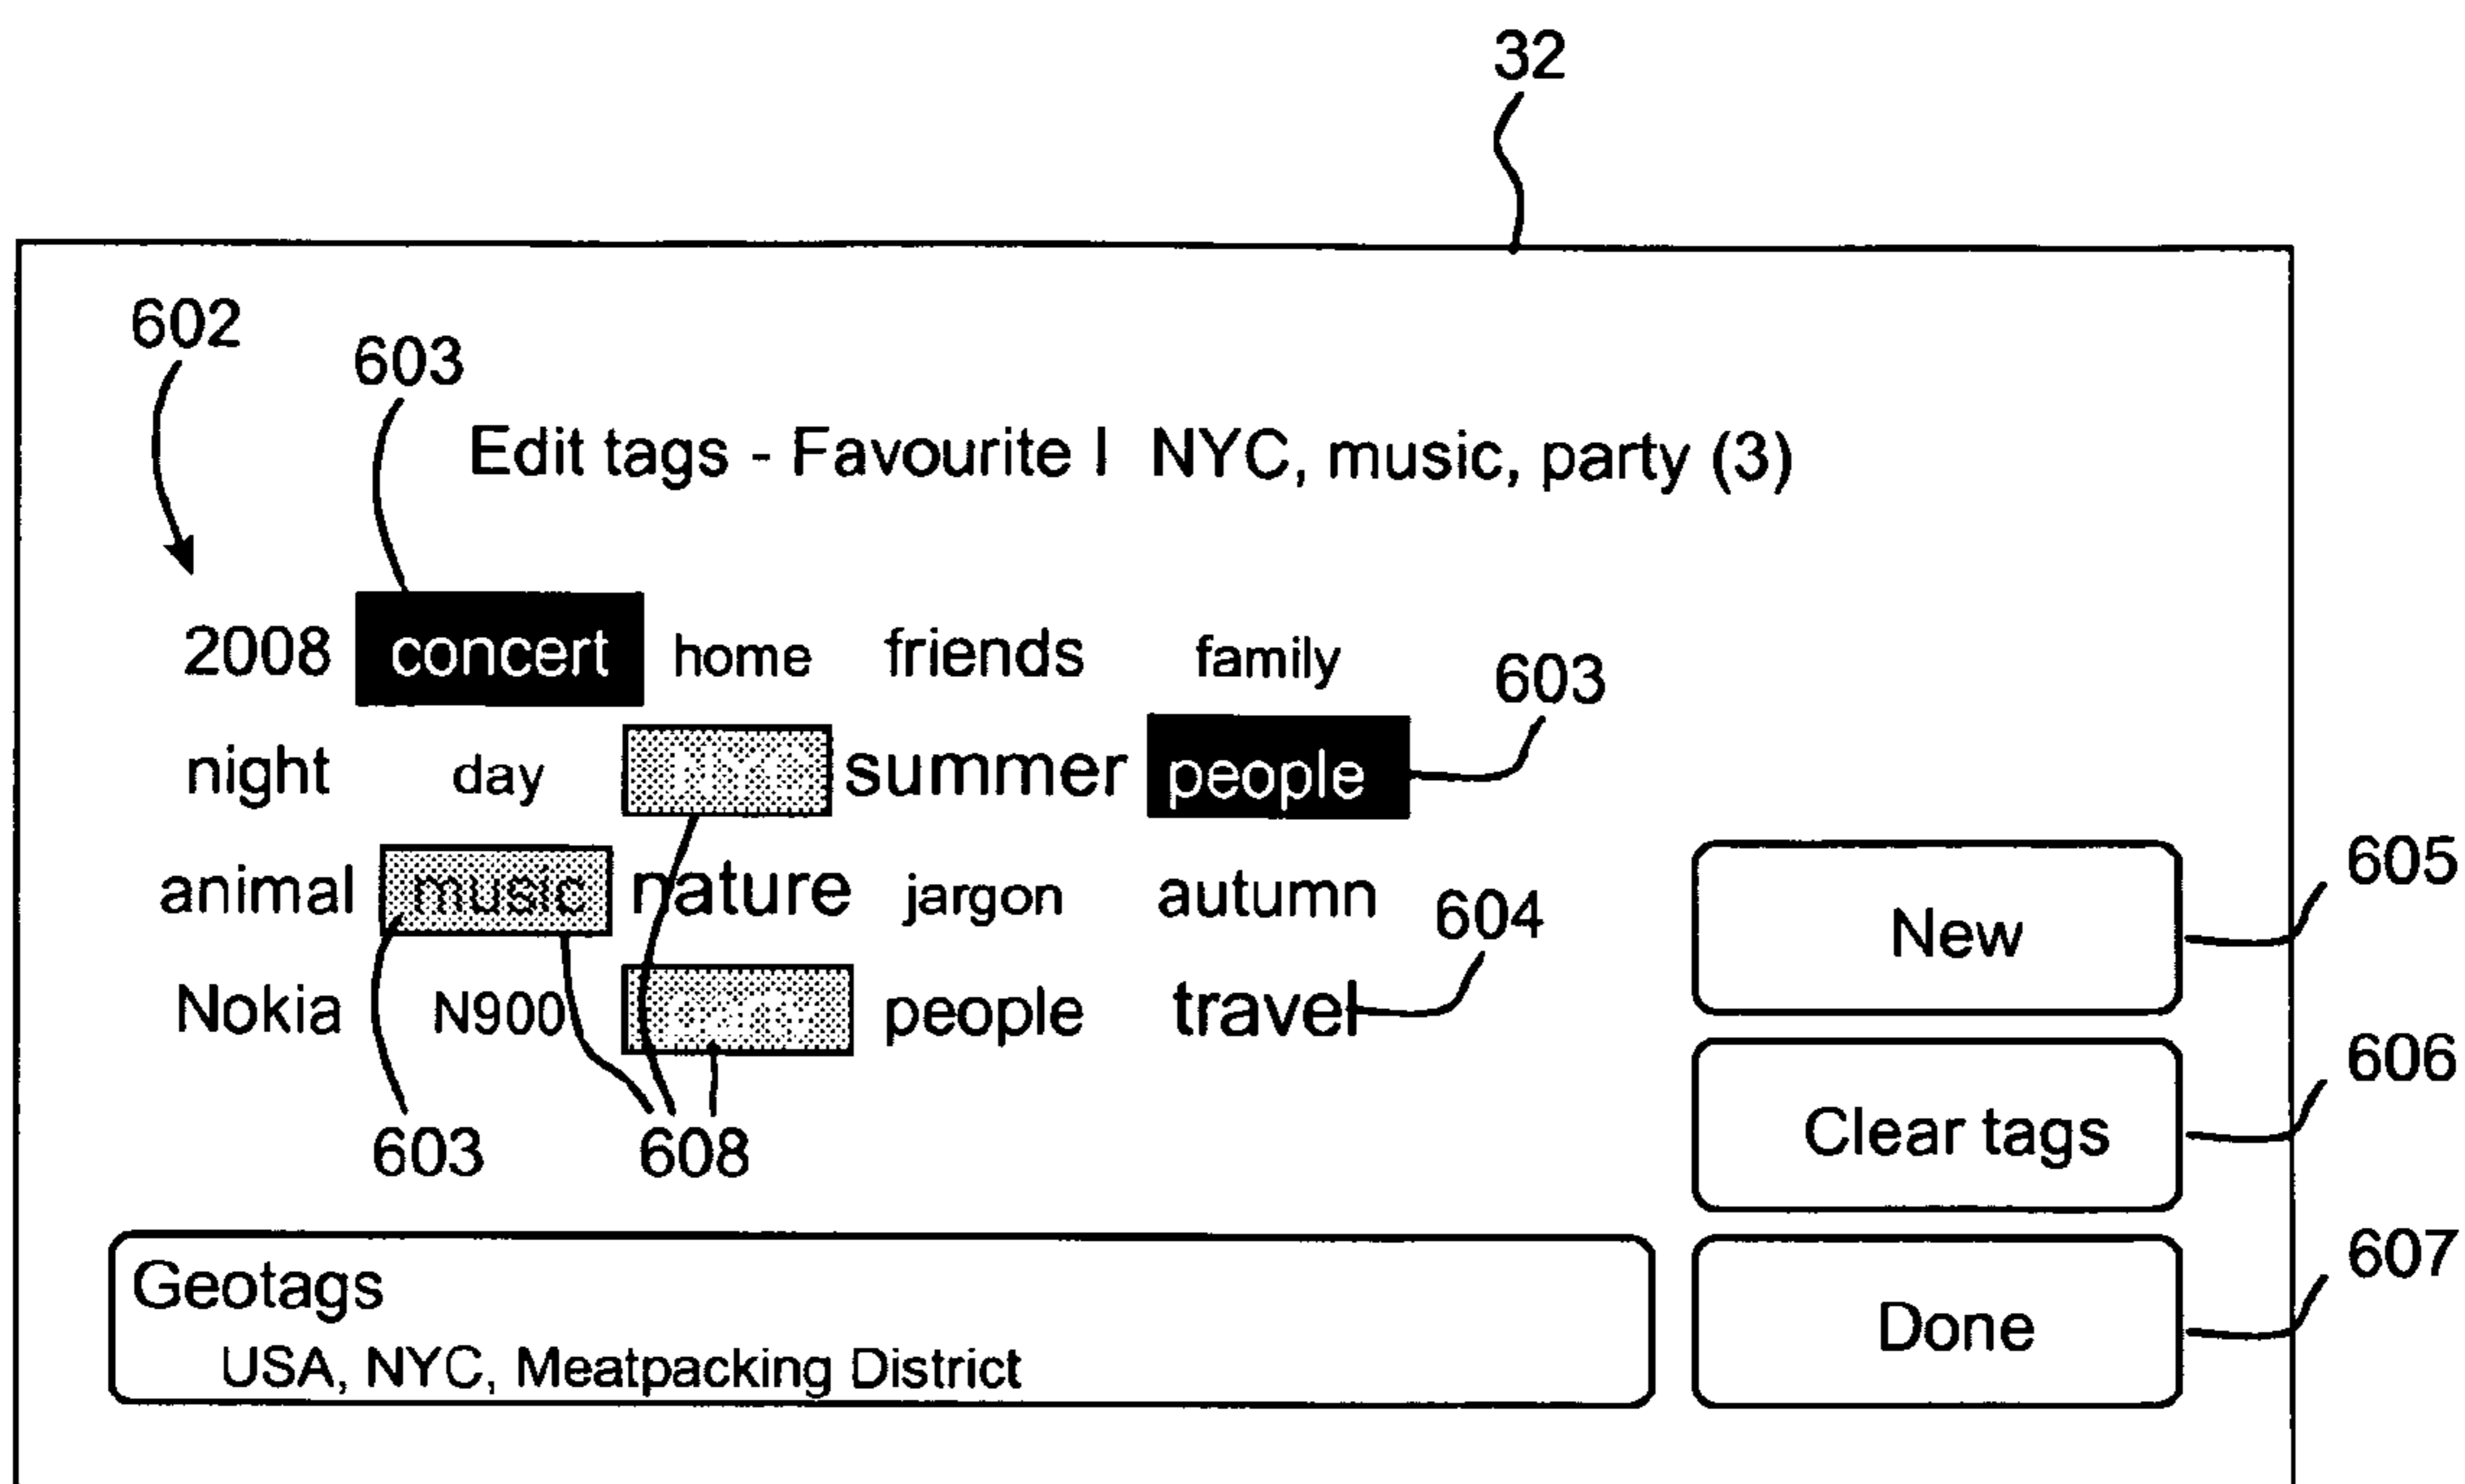 32
602
603
Edit tags - Favourite I NYC, music, party (3)
2008 concert home friends family
603
night day summer people
605
animal music nature jargon autumn
604
New
Nokia N900 people travel
606
Clear tags
603 608
607
Geotags
Done
USA, NYC, Meatpacking District